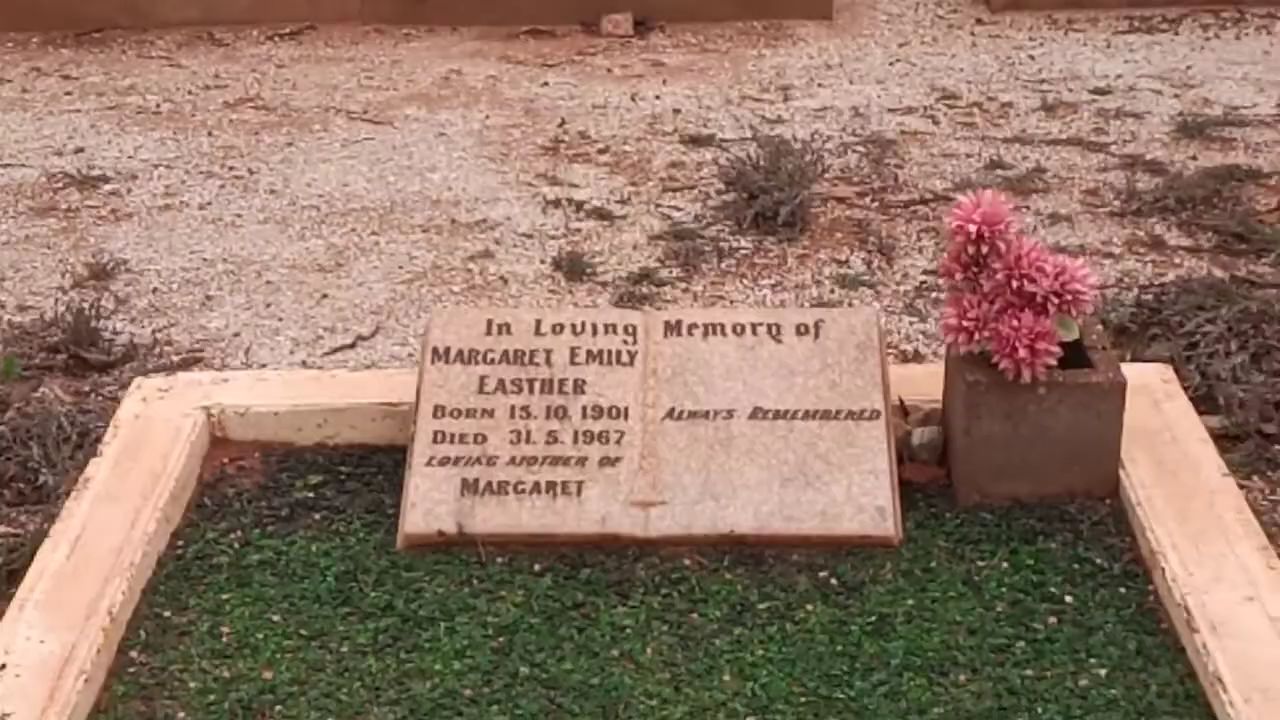 In Loving Memory of
MARGARET EMILY
EASTHER
BORN 15.10.1901
DIED 31.5.1967
LOVING MOTHER OF
MARGARET
ALWAYS REMEMBERED